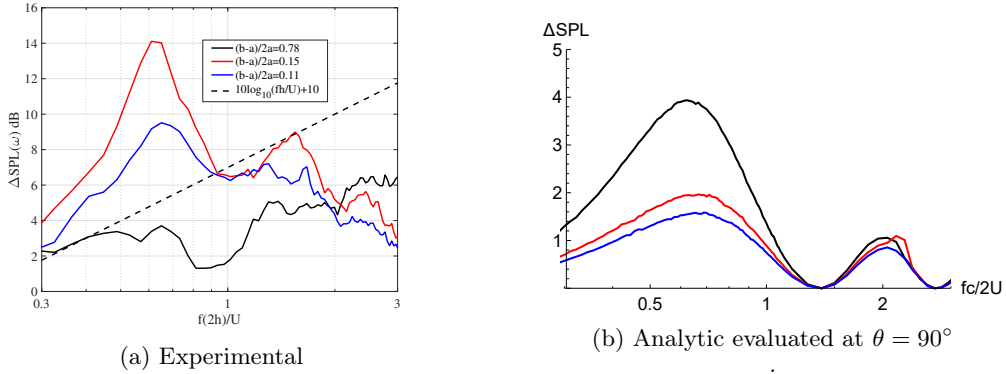 16
14
12
10
8
6
4
2
0
ΔSPL(ω) dB
(b-a)/2a=0.78
(b-a)/2a=0.15
(b-a)/2a=0.11
10log₁₀(fh/U)+10
0.3
1
3
f(2h)/U
(a) Experimental
ΔSPL
5
4
3
2
1
0.5
1
2
fc/2U
(b) Analytic evaluated at θ = 90°
.